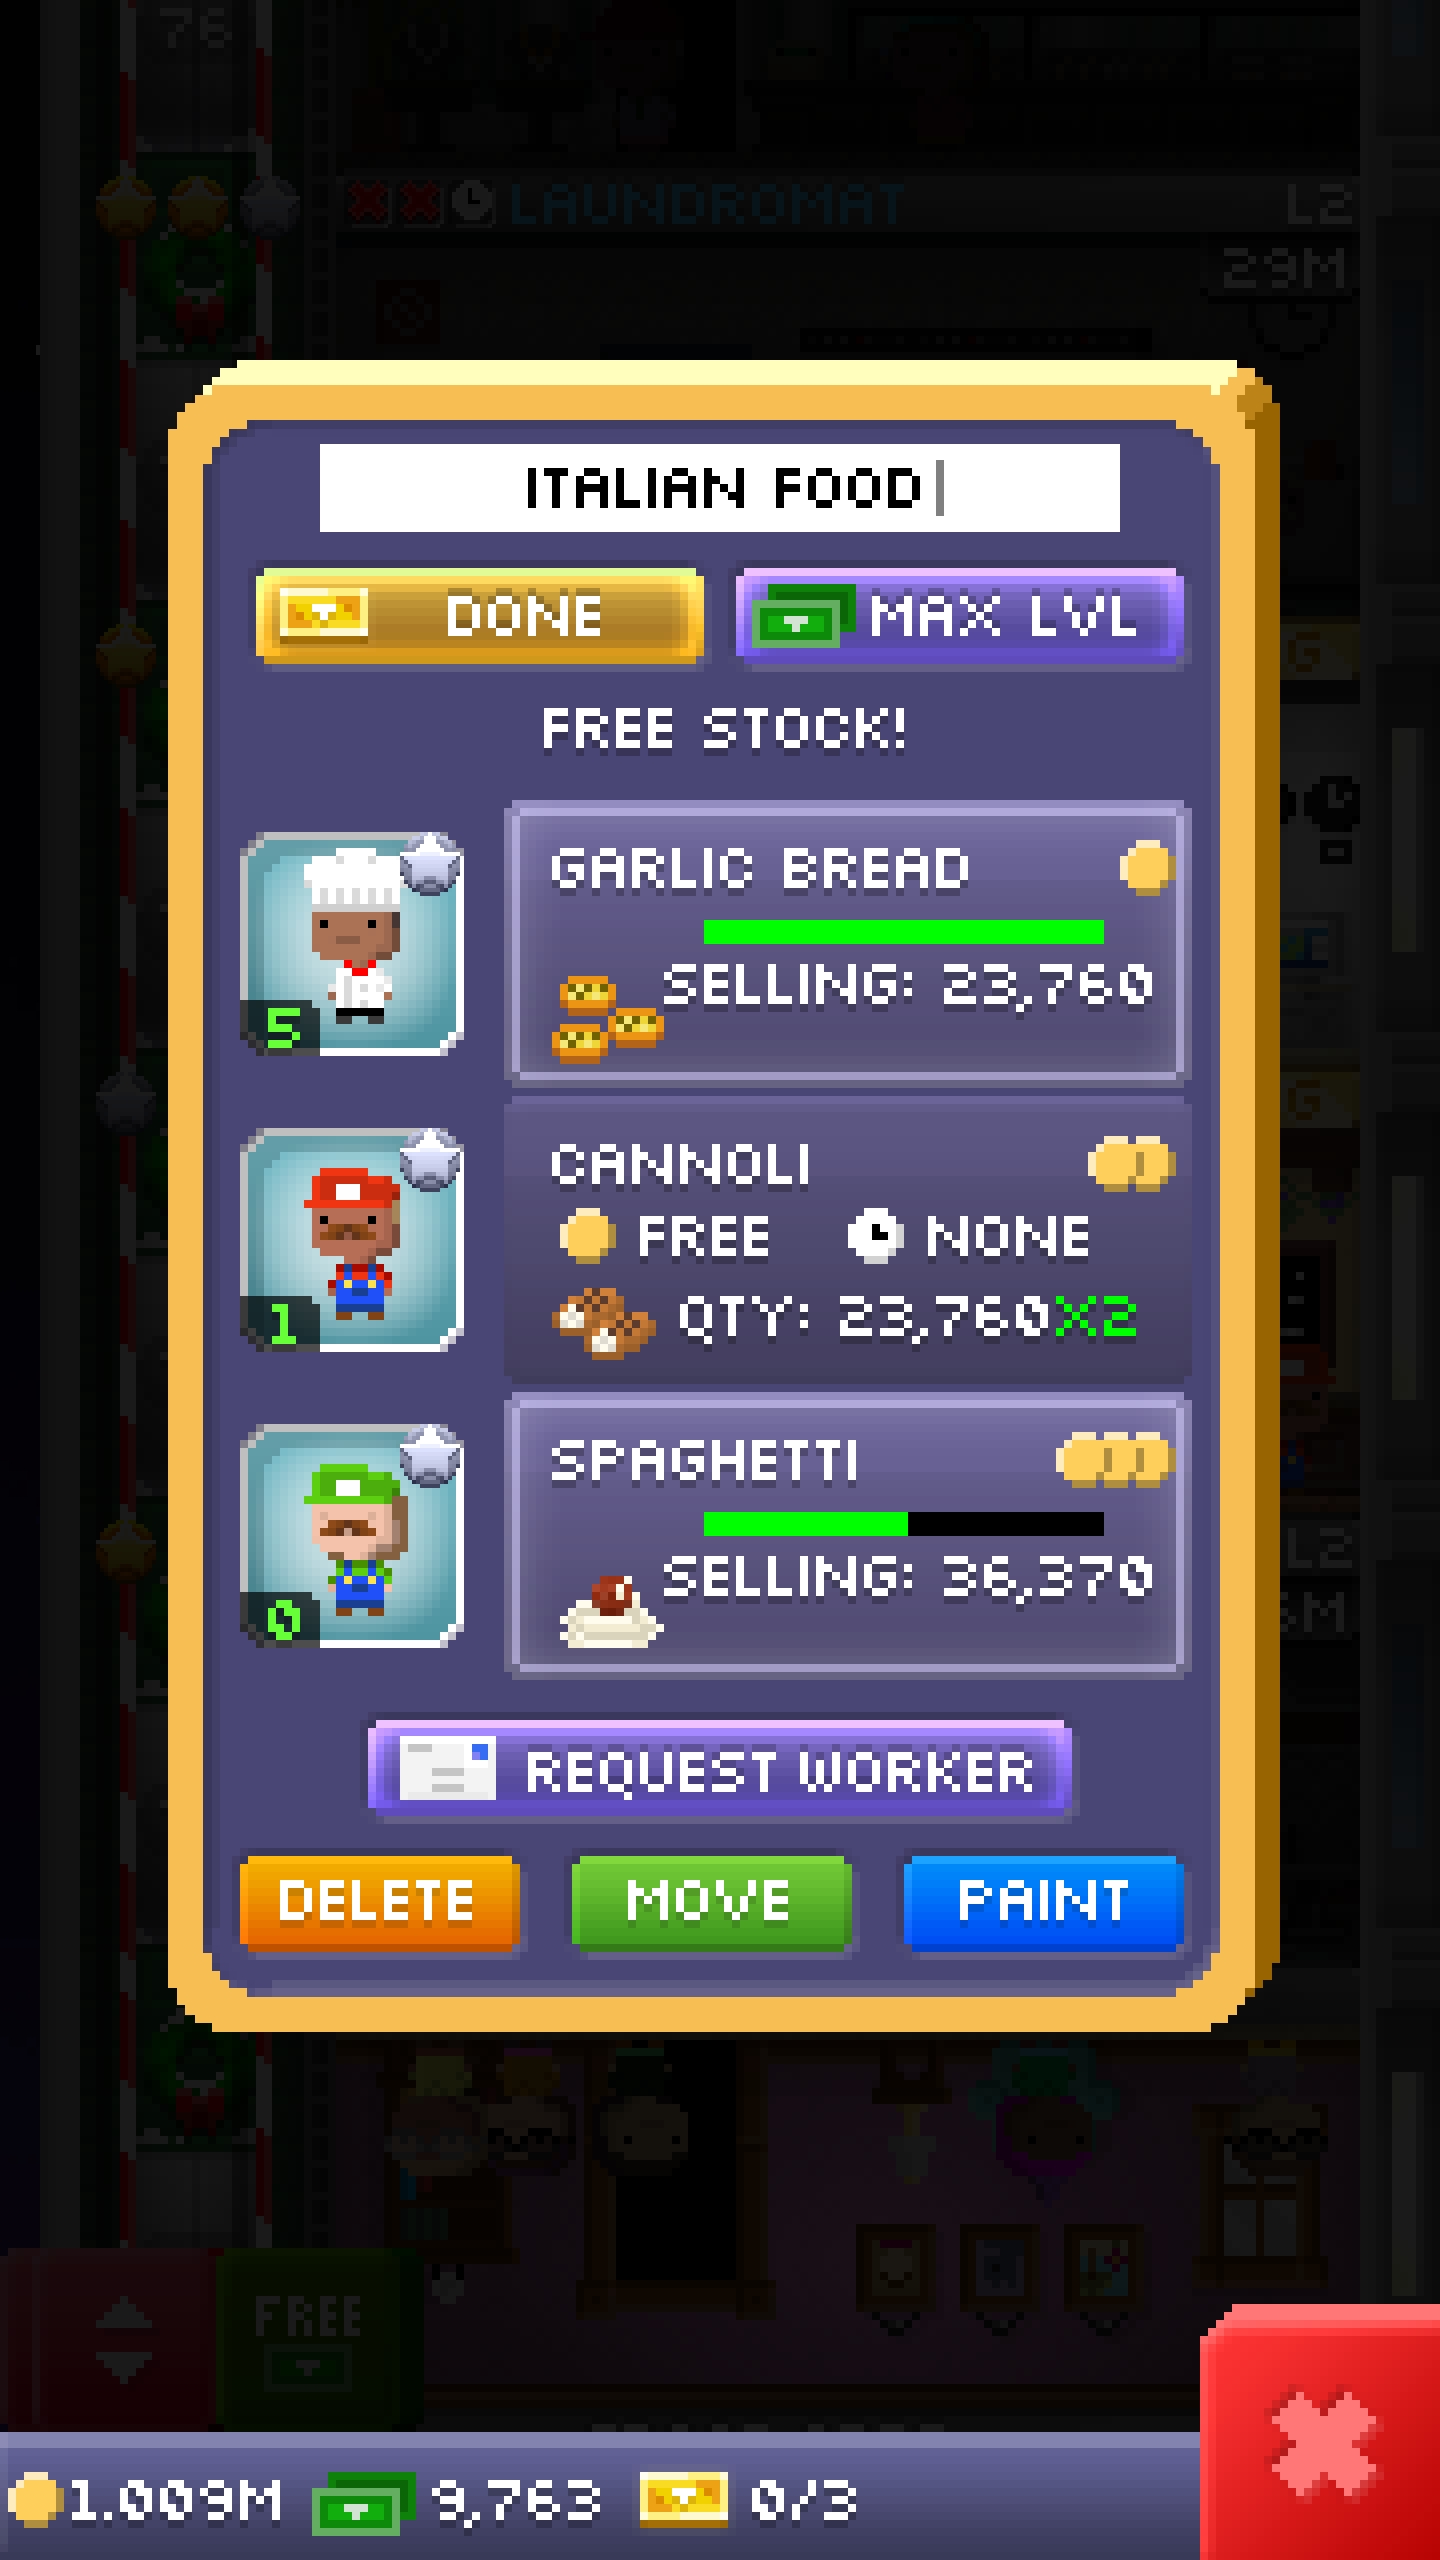 76
LAUNDROMAT L2
29M
ITALIAN FOOD
DONE MAX LVL
FREE STOCK!
GARLIC BREAD
SELLING: 23,760
5
CANNOLI
FREE NONE
QTY: 23,760X2
1
SPAGHETTI
SELLING: 36,370
0
REQUEST WORKER
DELETE MOVE PAINT
FREE
1.009M 9,763 0/3